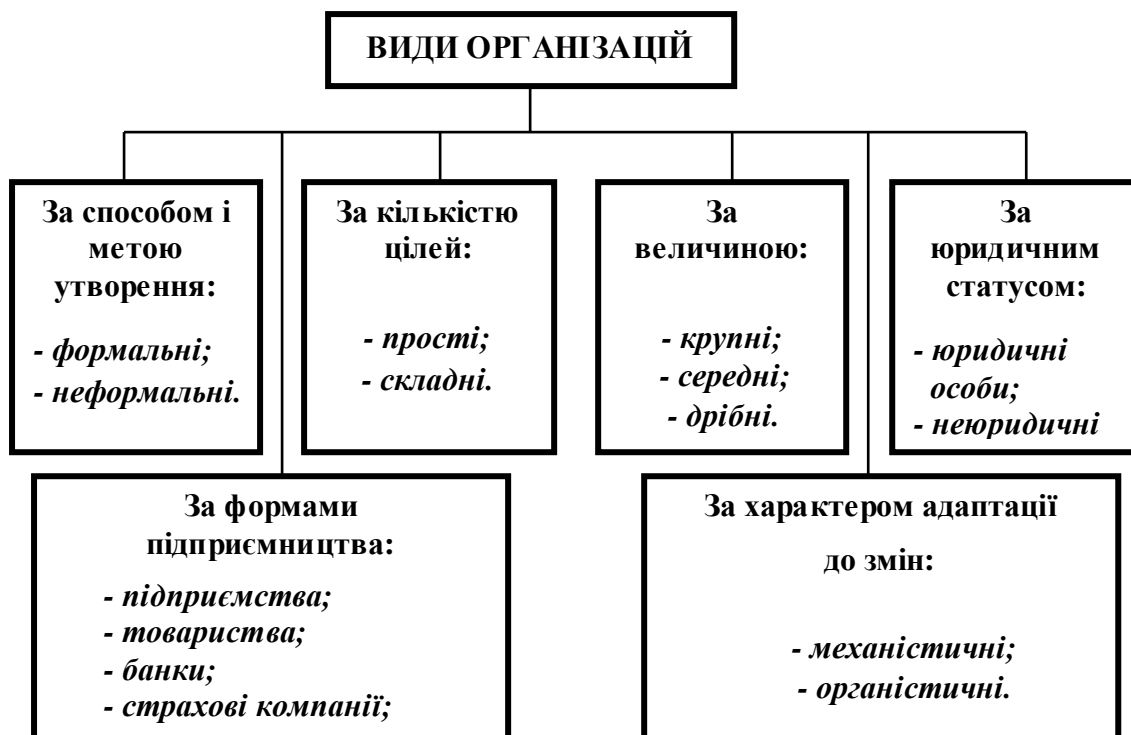 ВИДИ ОРГАНІЗАЦІЙ
За способом і
метою
утворення:
- формальні;
- неформальні.
За кількістю
цілей:
- прості;
- складні.
За
величиною:
- крупні;
- середні;
- дрібні.
За
юридичним
статусом:
- юридичні
особи;
- неюридичні
За формами
підприємництва:
- підприємства;
- товариства;
- банки;
- страхові компанії;
За характером адаптації
до змін:
- механістичні;
- органістичні.